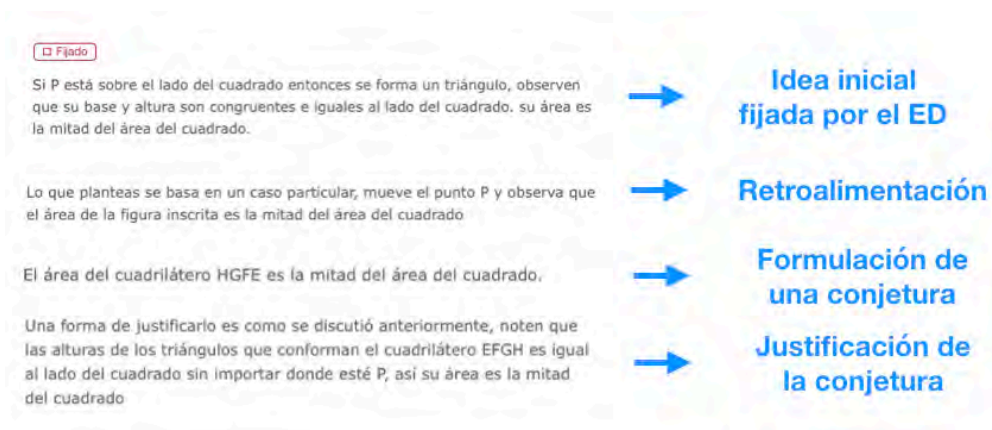 Fijado
Si P está sobre el lado del cuadrado entonces se forma un triángulo, observen
que su base y altura son congruentes e iguales al lado del cuadrado. su área es
la mitad del área del cuadrado.
Idea inicial
fijada por el ED
Lo que planteas se basa en un caso particular, mueve el punto P y observa que
el área de la figura inscrita es la mitad del área del cuadrado
Retroalimentación
El área del cuadrilátero HGFE es la mitad del área del cuadrado.
Formulación de
una conjetura
Una forma de justificarlo es como se discutió anteriormente, noten que
las alturas de los triángulos que conforman el cuadrilátero EFGH es igual
al lado del cuadrado sin importar donde esté P, así su área es la mitad
del cuadrado
Justificación de
la conjetura